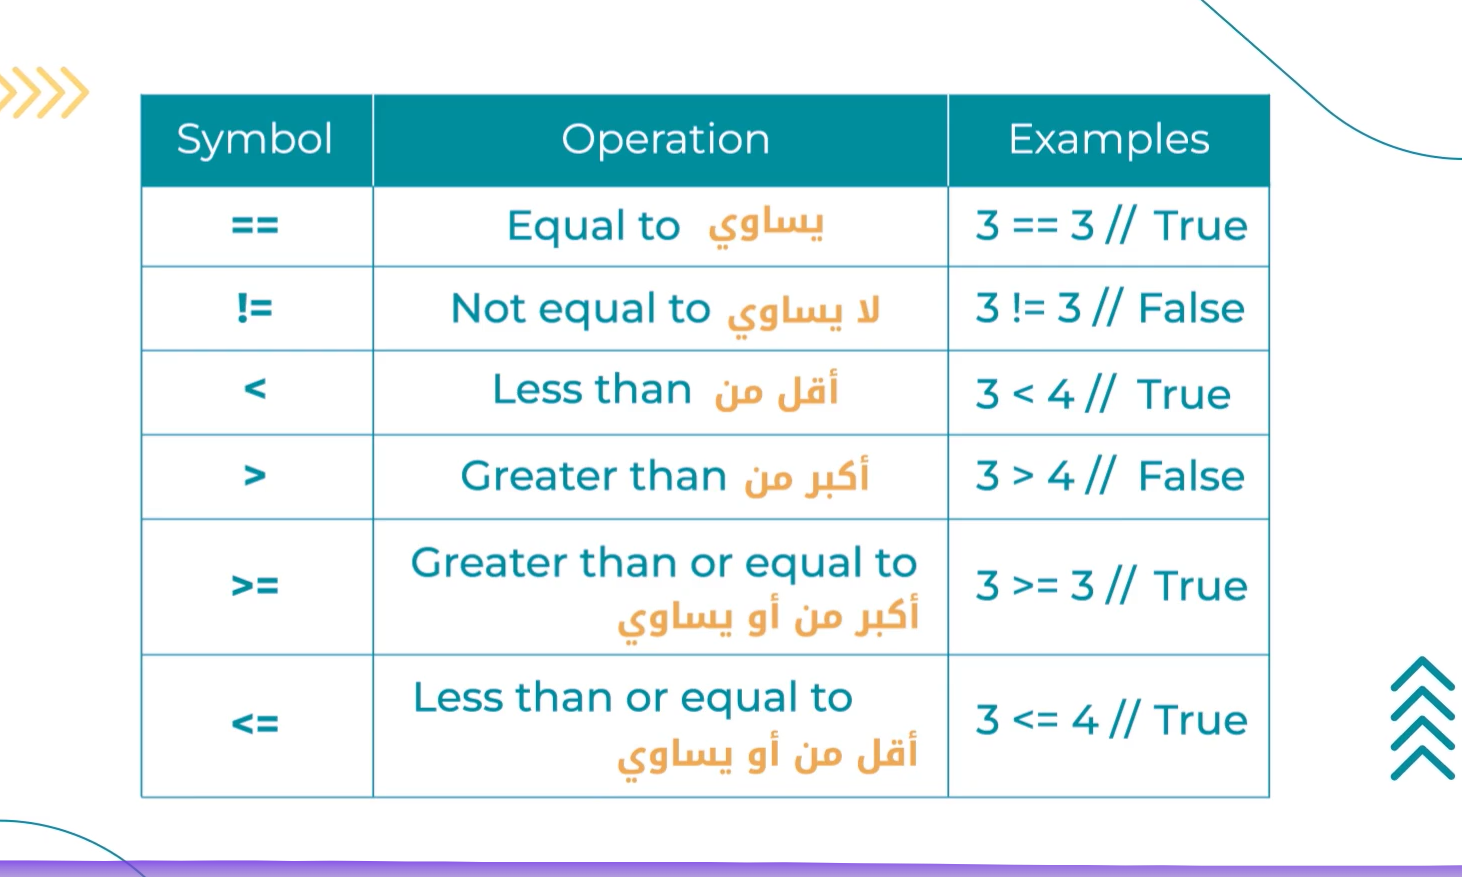 Symbol Operation Examples
== Equal to يساوي 3 == 3 // True
!= Not equal to لا يساوي 3 != 3 // False
< Less than أقل من 3 < 4 // True
> Greater than أكبر من 3 > 4 // False
>= Greater than or equal to 3 >= 3 // True
أكبر من أو يساوي
<= Less than or equal to 3 <= 4 // True
أقل من أو يساوي